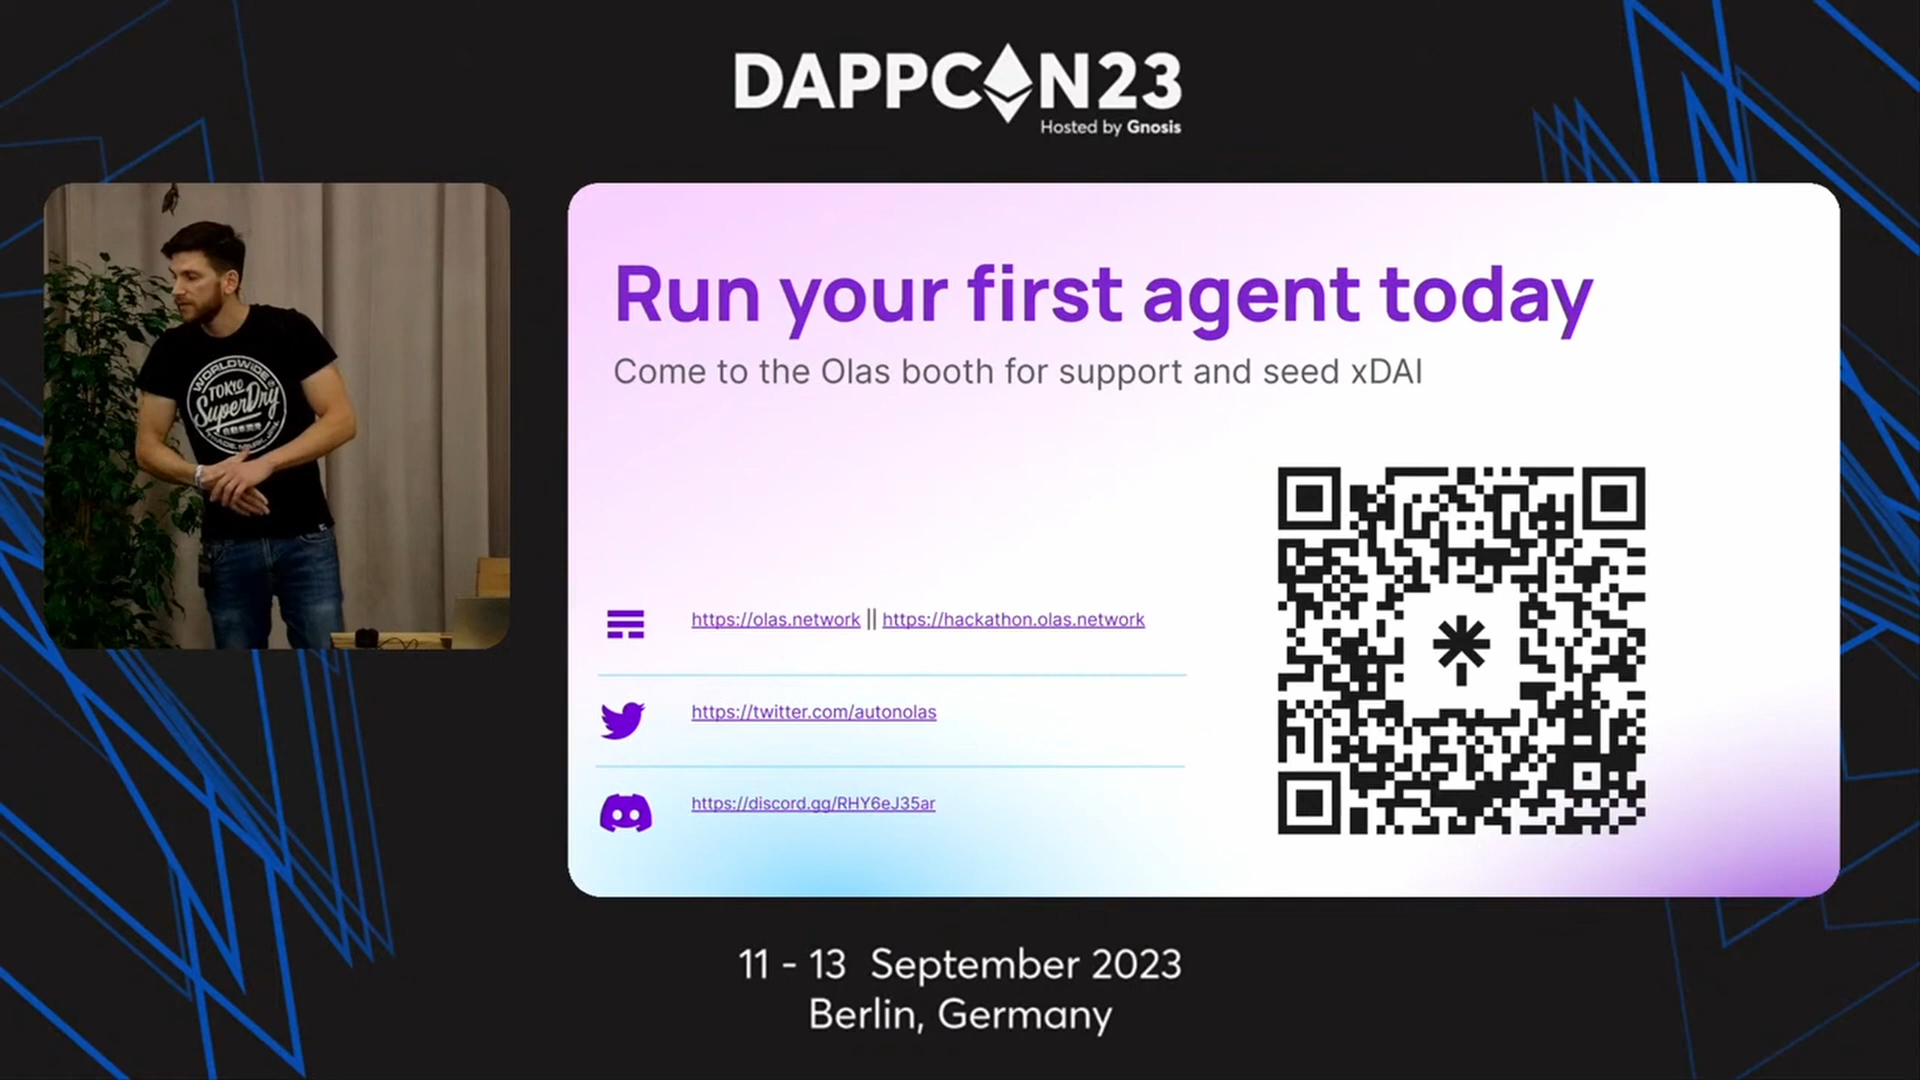 DAPPCON23
Hosted by Gnosis
WORLDWIDE
TOKYO
SuperDry
Run your first agent today
Come to the Olas booth for support and seed xDAI
https://olas.network || https://hackathon.olas.network
https://twitter.com/autonolas
https://discord.gg/RHY6eJ35ar
11 - 13 September 2023
Berlin, Germany